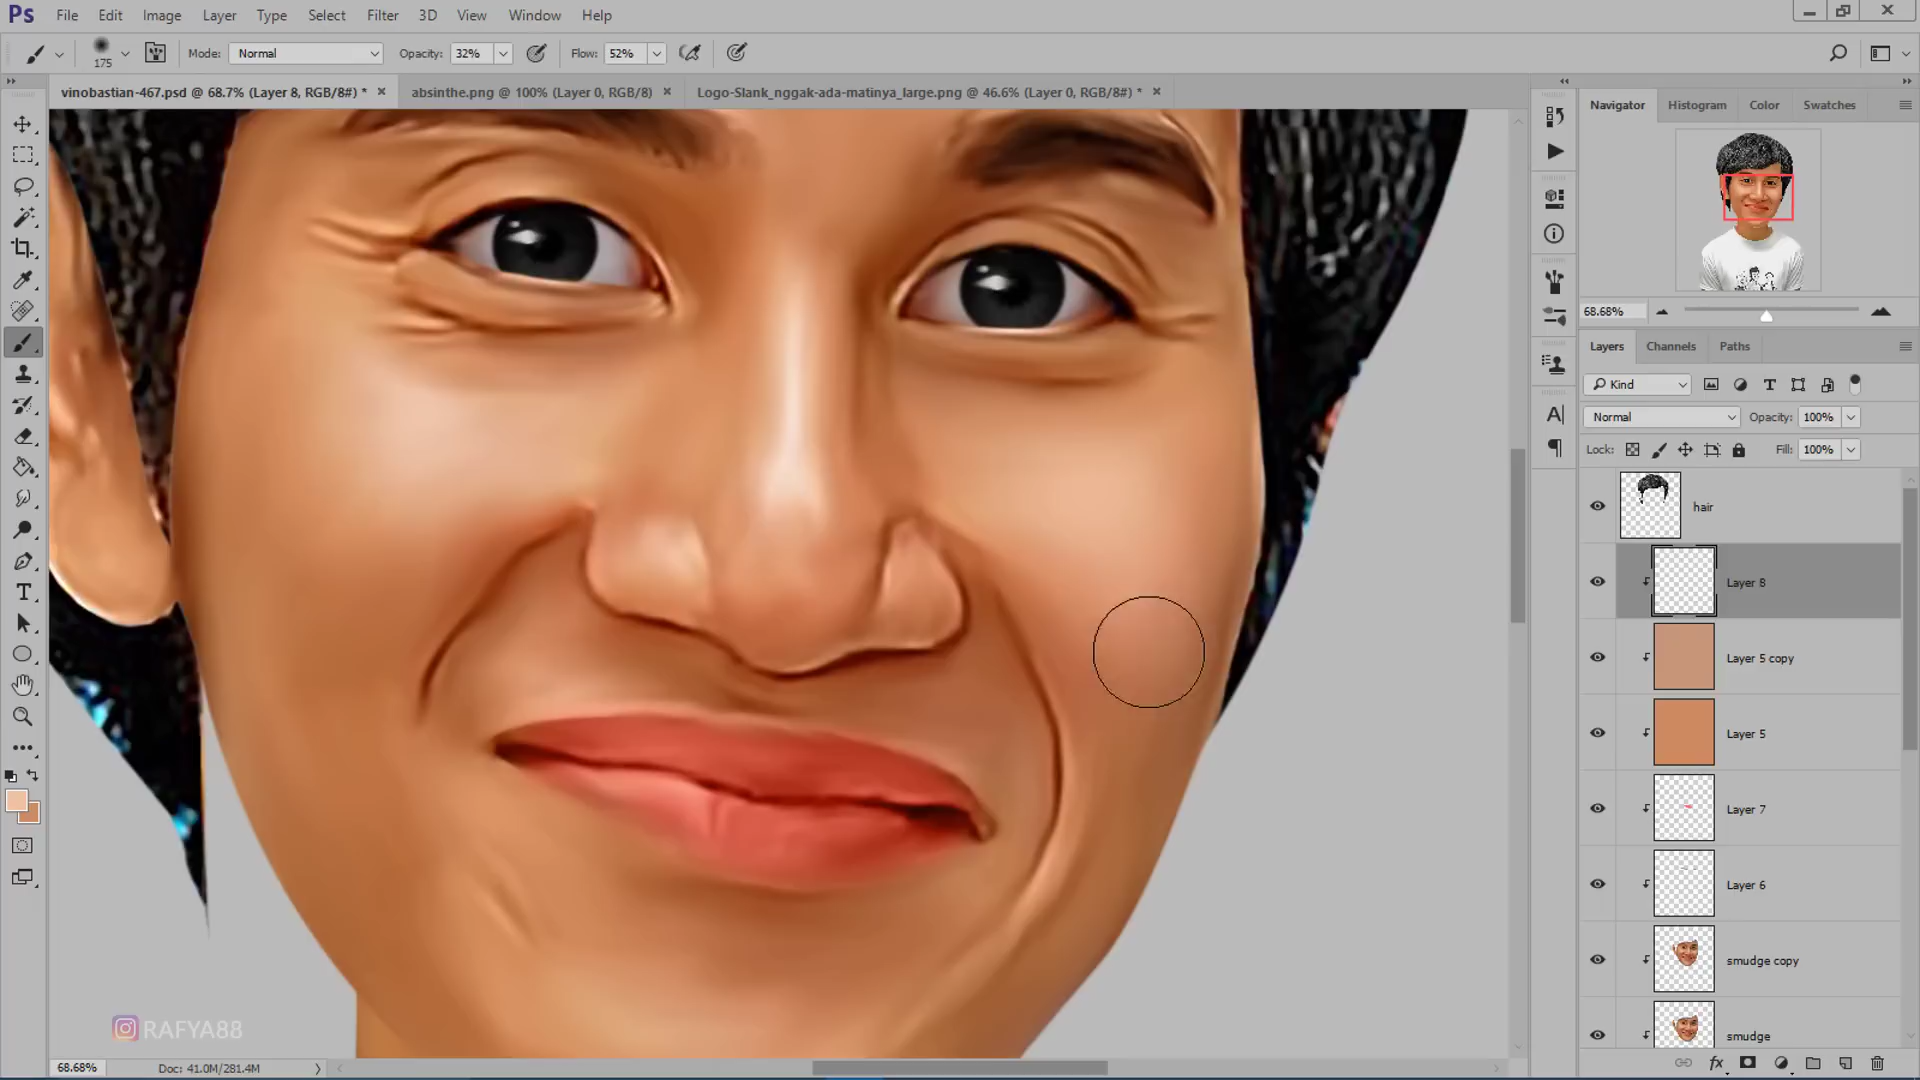 Ps File Edit Image Layer Type Select Filter 3D View Window Help
175 Mode: Normal Opacity: 32% Flow: 52%
vinobastian-467.psd @ 68.7% (Layer 8, RGB/8#) * absinthe.png @ 100% (Layer 0, RGB/8) Logo-Slank_nggak-ada-matinya_large.png @ 46.6% (Layer 0, RGB/8#) *
Navigator Histogram Color Swatches
68.68%
Layers Channels Paths
Kind
Normal Opacity: 100%
Lock: Fill: 100%
hair
Layer 8
Layer 5 copy
Layer 5
Layer 7
Layer 6
smudge copy
smudge
RAFYA88
68.68% Doc: 41.0M/281.4M